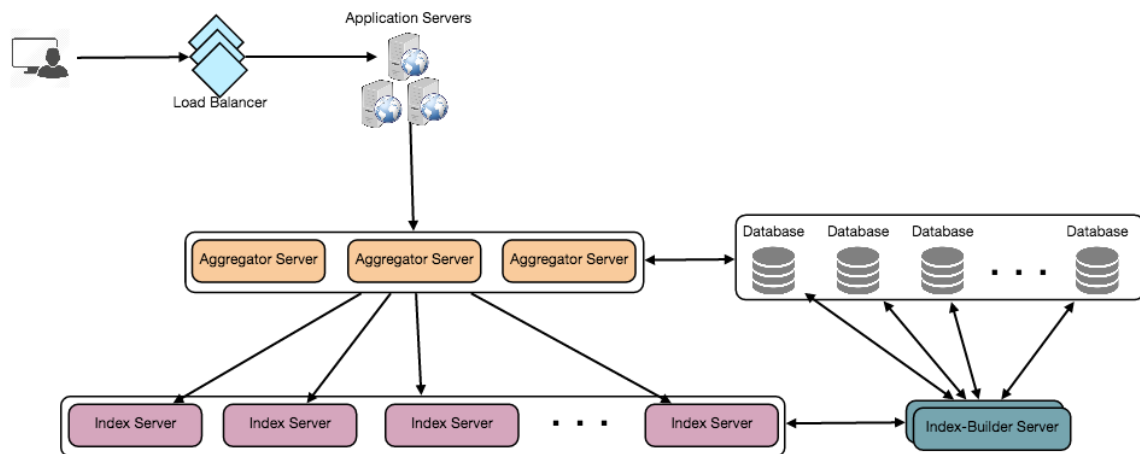 Application Servers
Load Balancer
Database
Database
Database
Database
Aggregator Server
Aggregator Server
Aggregator Server
. . .
Index Server
Index Server
Index Server
. . .
Index Server
Index-Builder Server